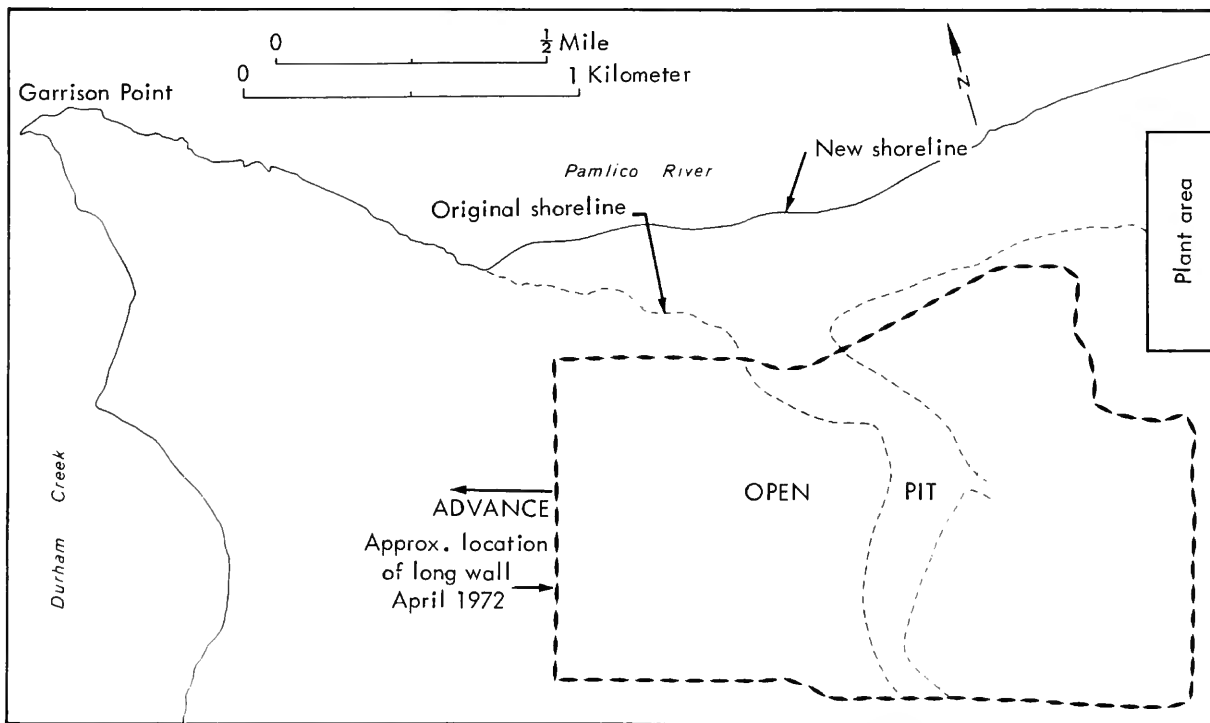 0 ½ Mile
0 1 Kilometer
Garrison Point
N
New shoreline
Pamlico River
Original shoreline
Plant area
OPEN PIT
ADVANCE
Approx. location
of long wall
April 1972
Durham Creek